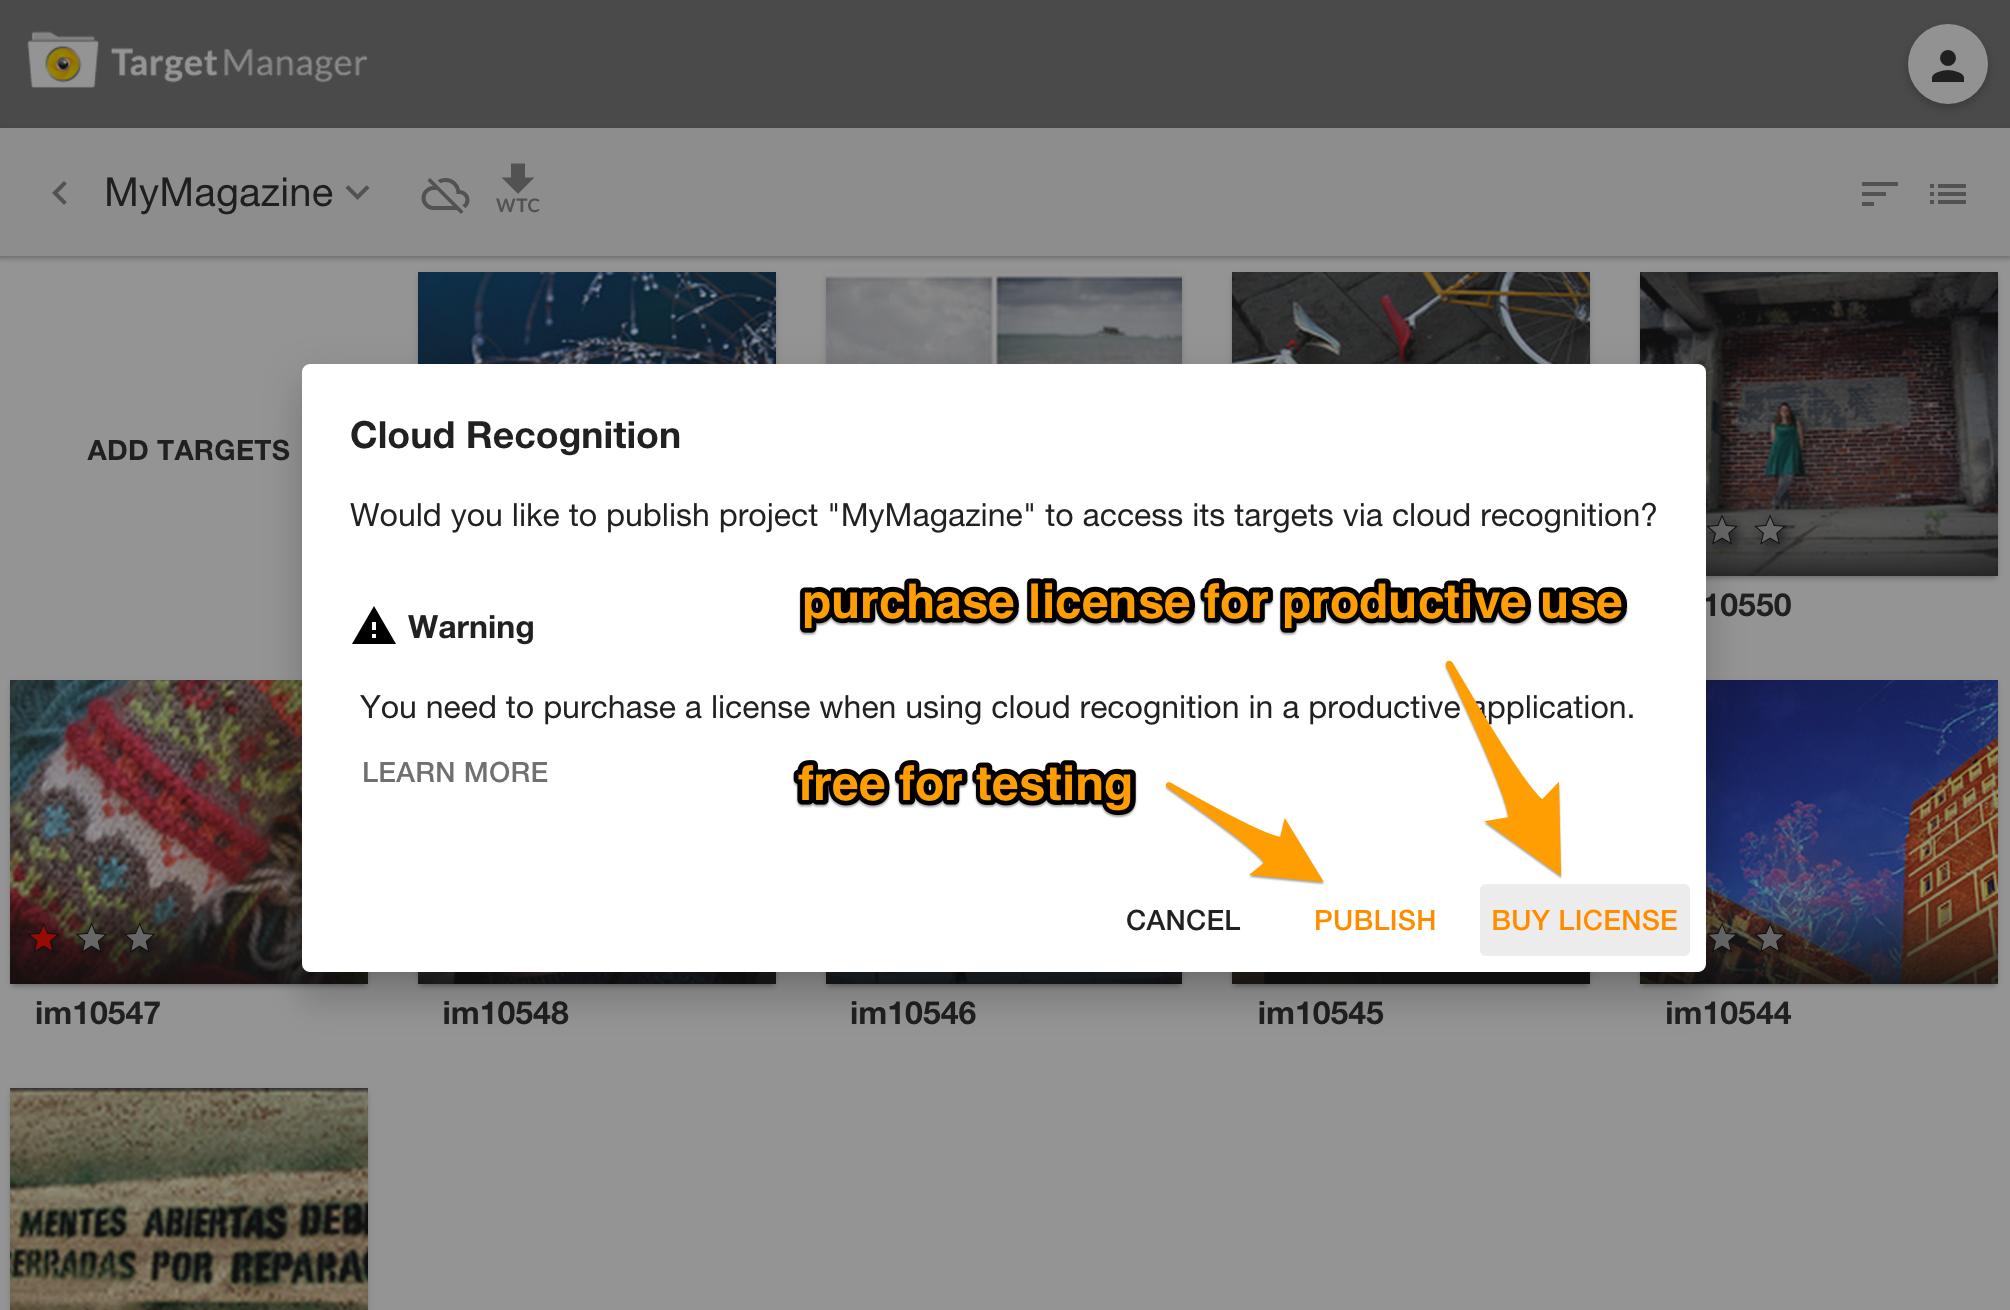 TargetManager
MyMagazine
WTC
ADD TARGETS
Cloud Recognition
Would you like to publish project "MyMagazine" to access its targets via cloud recognition?
purchase license for productive use
Warning
You need to purchase a license when using cloud recognition in a productive application.
LEARN MORE
free for testing
CANCEL PUBLISH BUY LICENSE
10550
im10547 im10548 im10546 im10545 im10544
MENTES ABIERTAS DEB
ERRADAS POR REPARA